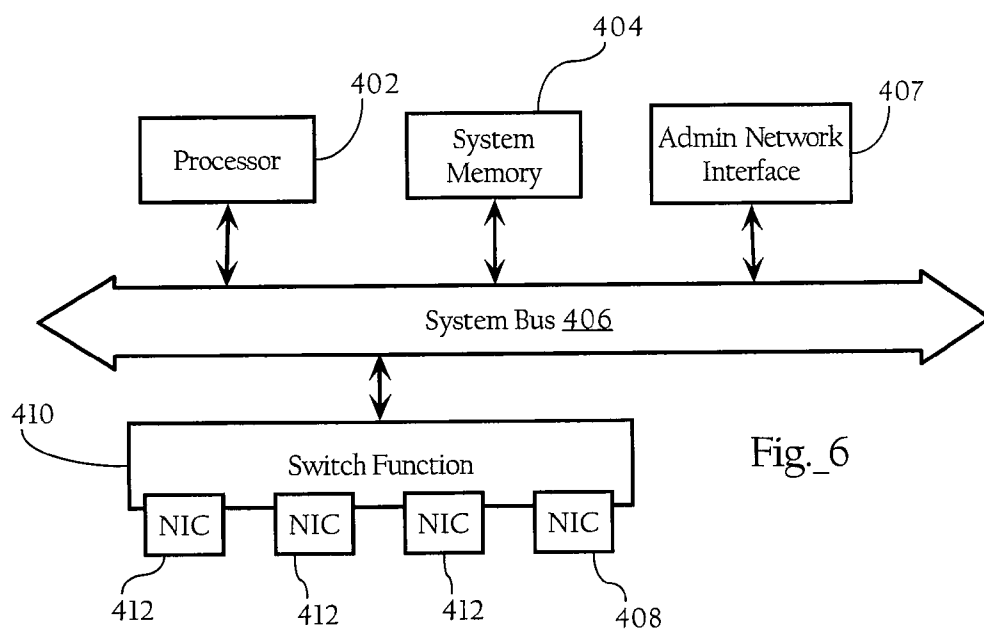 404
402
407
Processor
System
Memory
Admin Network
Interface
System Bus 406
410
Switch Function
Fig._6
NIC
NIC
NIC
NIC
412
412
412
408